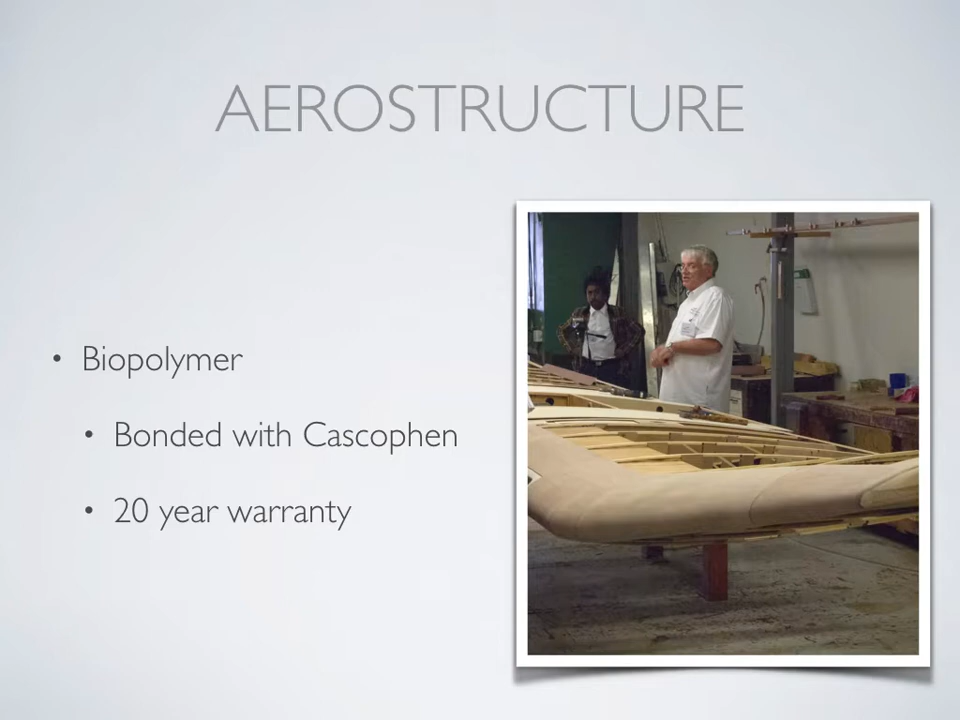 AEROSTRUCTURE
• Biopolymer
• Bonded with Cascophen
• 20 year warranty